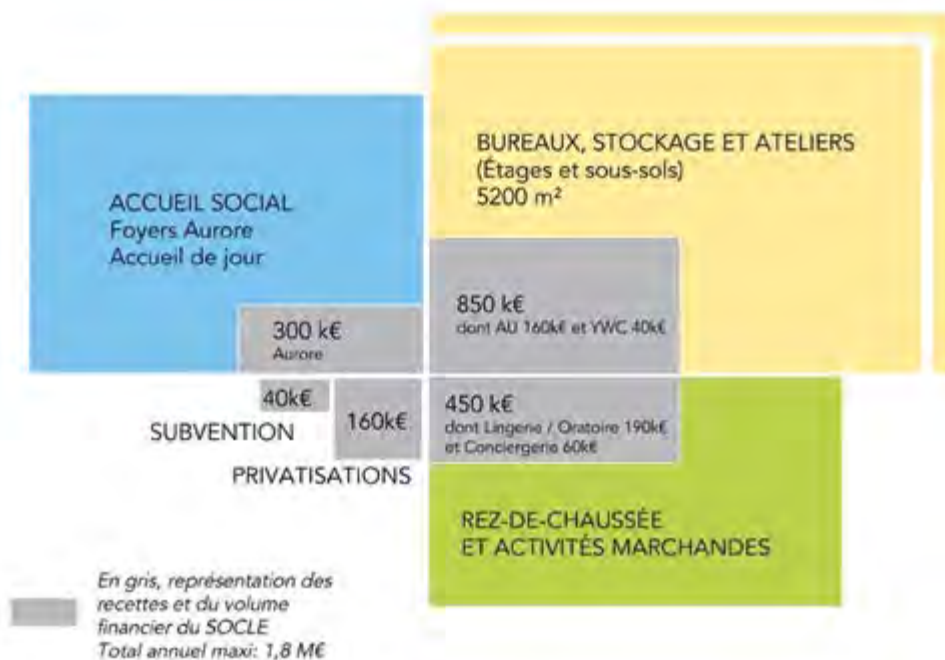 BUREAUX, STOCKAGE ET ATELIERS
(Étages et sous-sols)
5200 m²
ACCUEIL SOCIAL
Foyers Aurore
Accueil de jour
300 k€
Aurore
850 k€
dont AU 160k€ et YWC 40k€
40k€
SUBVENTION
160k€
PRIVATISATIONS
450 k€
dont Lingerie / Oratoire 190k€
et Conciergerie 60k€
REZ-DE-CHAUSSÉE
ET ACTIVITÉS MARCHANDES
En gris, représentation des
recettes et du volume
financier du SOCLE
Total annuel maxi: 1,8 M€